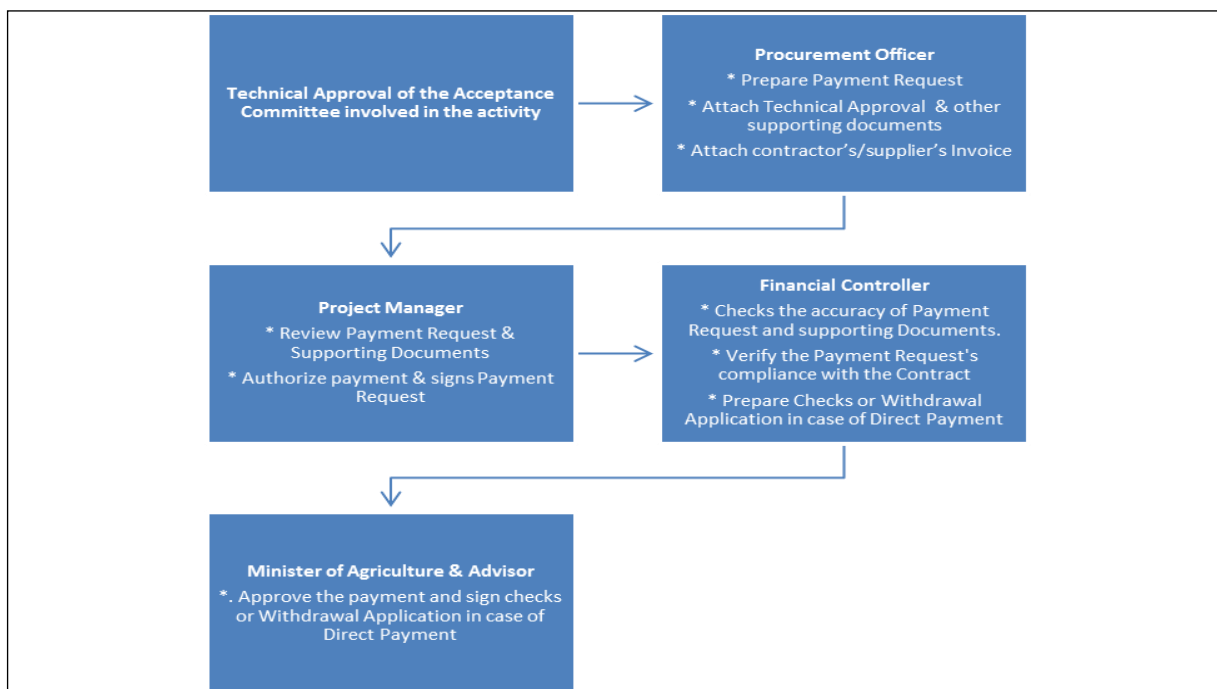 Technical Approval of the Acceptance
Committee involved in the activity
Procurement Officer
* Prepare Payment Request
* Attach Technical Approval & other
supporting documents
* Attach contractor's/supplier's Invoice
Project Manager
* Review Payment Request &
Supporting Documents
* Authorize payment & signs Payment
Request
Financial Controller
* Checks the accuracy of Payment
Request and supporting Documents.
* Verify the Payment Request's
compliance with the Contract
* Prepare Checks or Withdrawal
Application in case of Direct Payment
Minister of Agriculture & Advisor
*. Approve the payment and sign checks
or Withdrawal Application in case of
Direct Payment